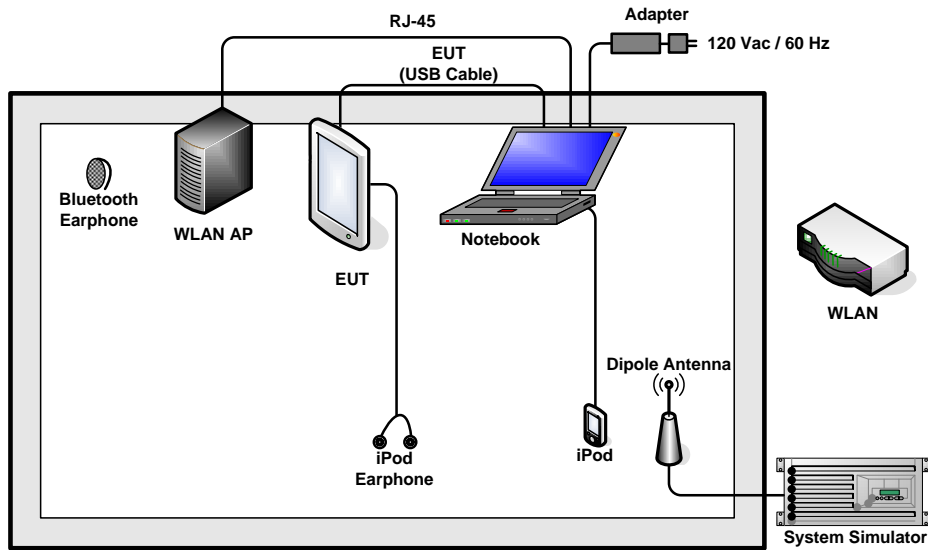 RJ-45
Adapter
120 Vac / 60 Hz
EUT
(USB Cable)
Bluetooth
Earphone
WLAN AP
EUT
Notebook
WLAN
Dipole Antenna
iPod
Earphone
iPod
System Simulator